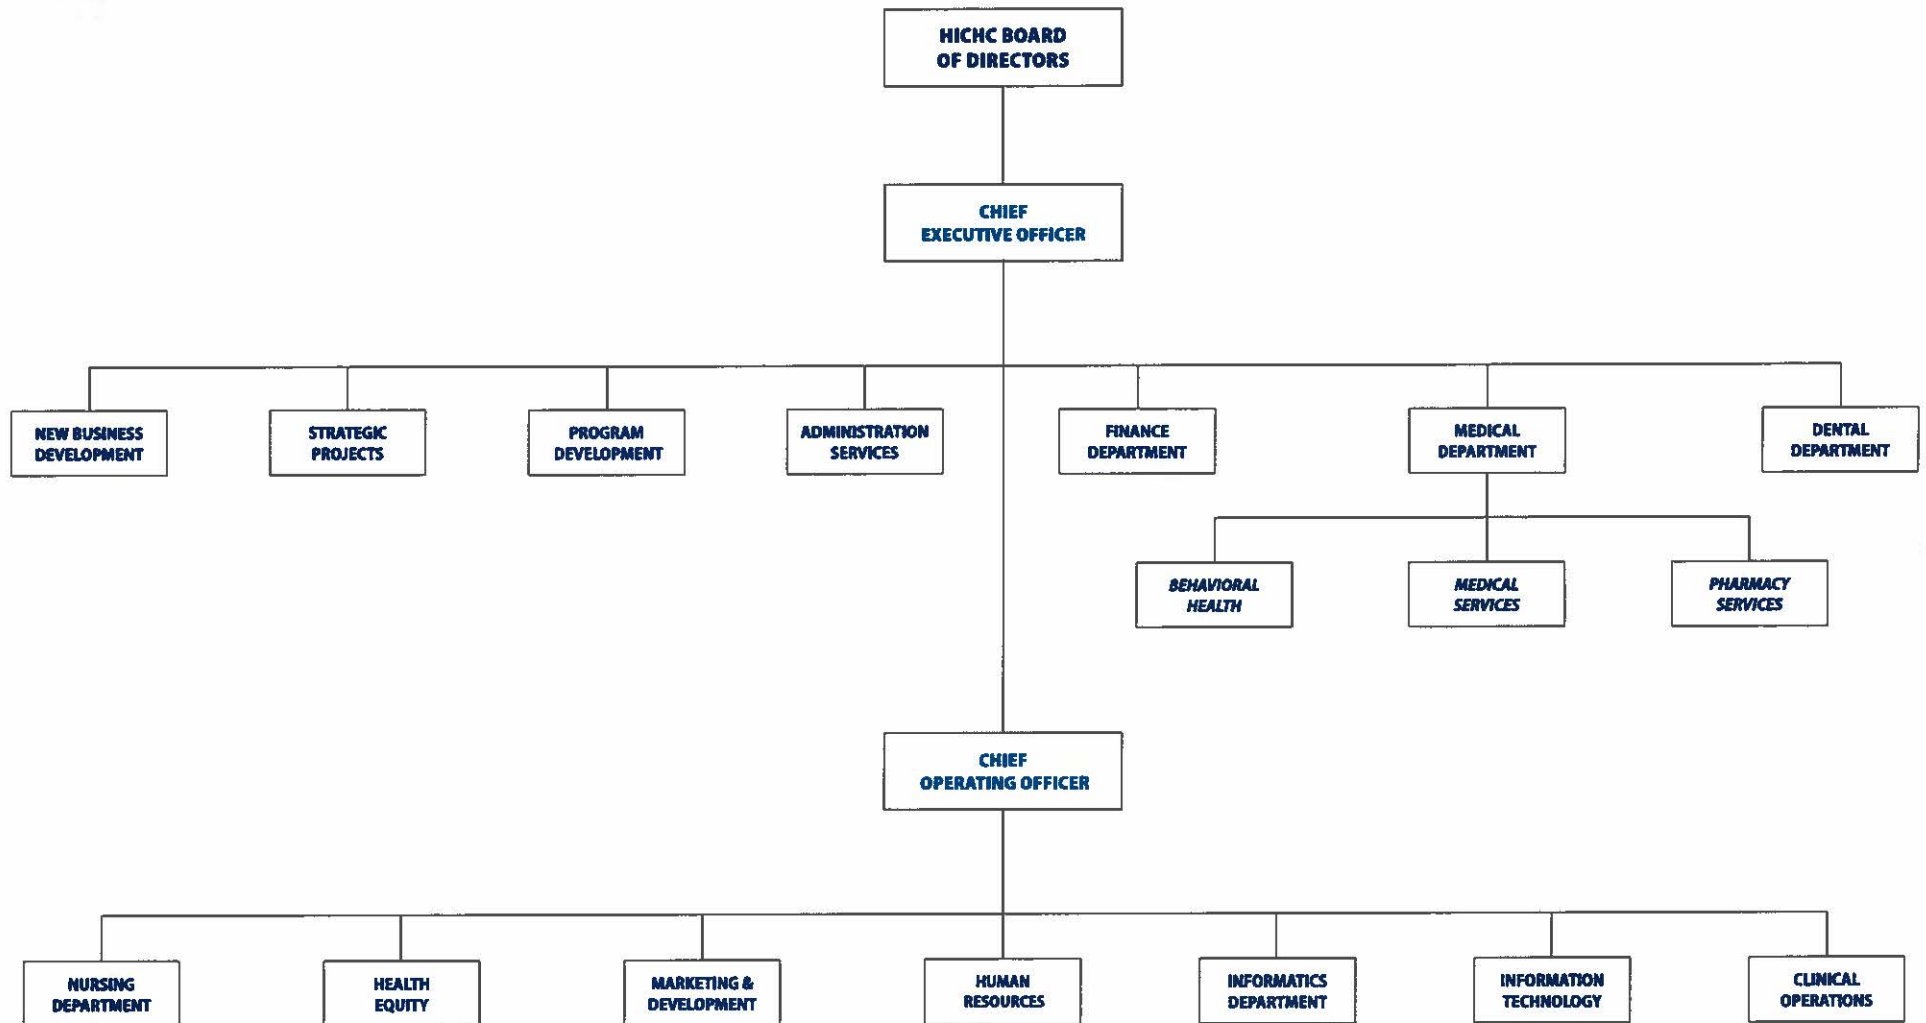 HICHC BOARD
OF DIRECTORS
CHIEF
EXECUTIVE OFFICER
NEW BUSINESS
DEVELOPMENT
STRATEGIC
PROJECTS
PROGRAM
DEVELOPMENT
ADMINISTRATION
SERVICES
FINANCE
DEPARTMENT
MEDICAL
DEPARTMENT
DENTAL
DEPARTMENT
BEHAVIORAL
HEALTH
MEDICAL
SERVICES
PHARMACY
SERVICES
CHIEF
OPERATING OFFICER
NURSING
DEPARTMENT
HEALTH
EQUITY
MARKETING &
DEVELOPMENT
HUMAN
RESOURCES
INFORMATICS
DEPARTMENT
INFORMATION
TECHNOLOGY
CLINICAL
OPERATIONS